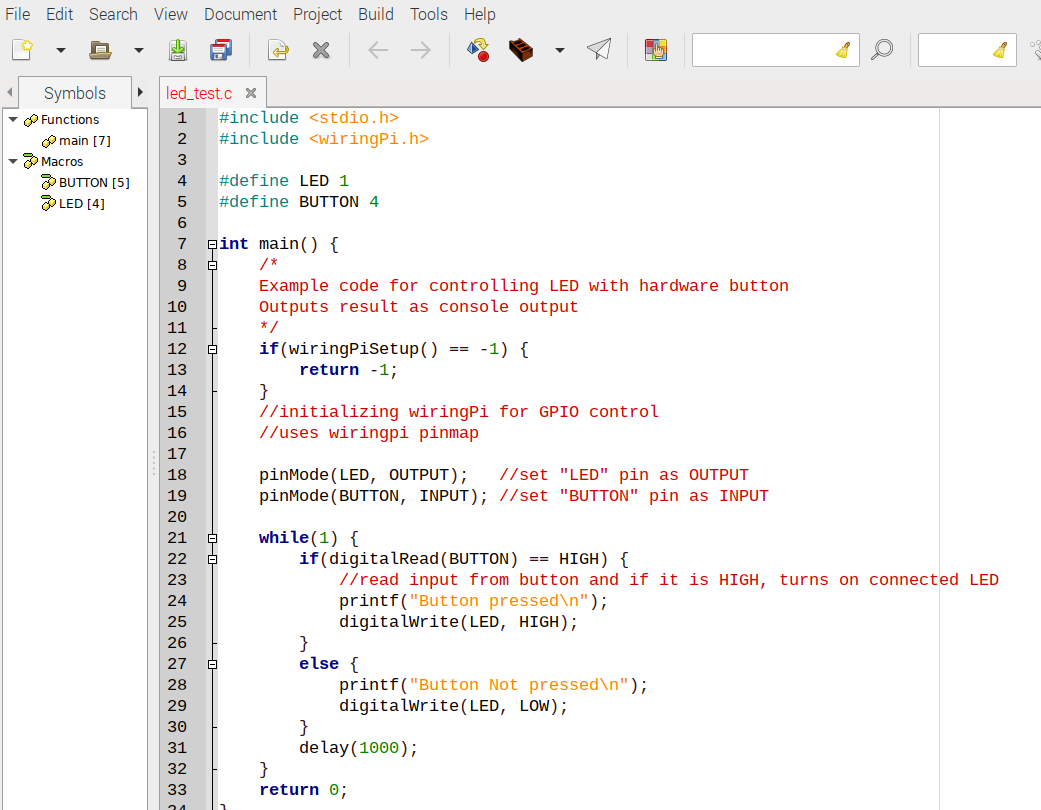 File Edit Search View Document Project Build Tools Help
Symbols
led_test.c
Functions
main [7]
Macros
BUTTON [5]
LED [4]
1 #include <stdio.h>
2 #include <wiringPi.h>
3
4 #define LED 1
5 #define BUTTON 4
6
7 int main() {
8     /*
9     Example code for controlling LED with hardware button
10     Outputs result as console output
11     */
12     if(wiringPiSetup() == -1) {
13         return -1;
14     }
15     //initializing wiringPi for GPIO control
16     //uses wiringpi pinmap
17
18     pinMode(LED, OUTPUT);   //set "LED" pin as OUTPUT
19     pinMode(BUTTON, INPUT); //set "BUTTON" pin as INPUT
20
21     while(1) {
22         if(digitalRead(BUTTON) == HIGH) {
23             //read input from button and if it is HIGH, turns on connected LED
24             printf("Button pressed\n");
25             digitalWrite(LED, HIGH);
26         }
27         else {
28             printf("Button Not pressed\n");
29             digitalWrite(LED, LOW);
30         }
31         delay(1000);
32     }
33     return 0;
34 }